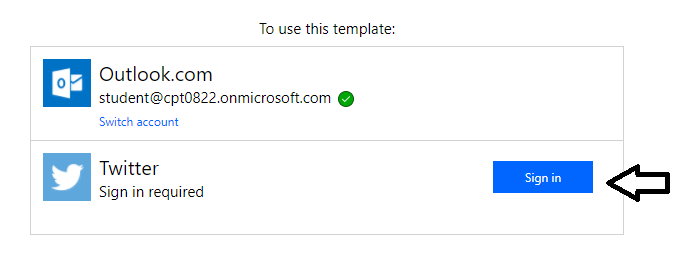 To use this template:
Outlook.com
student@cpt0822.onmicrosoft.com
Switch account
Twitter
Sign in required
Sign in